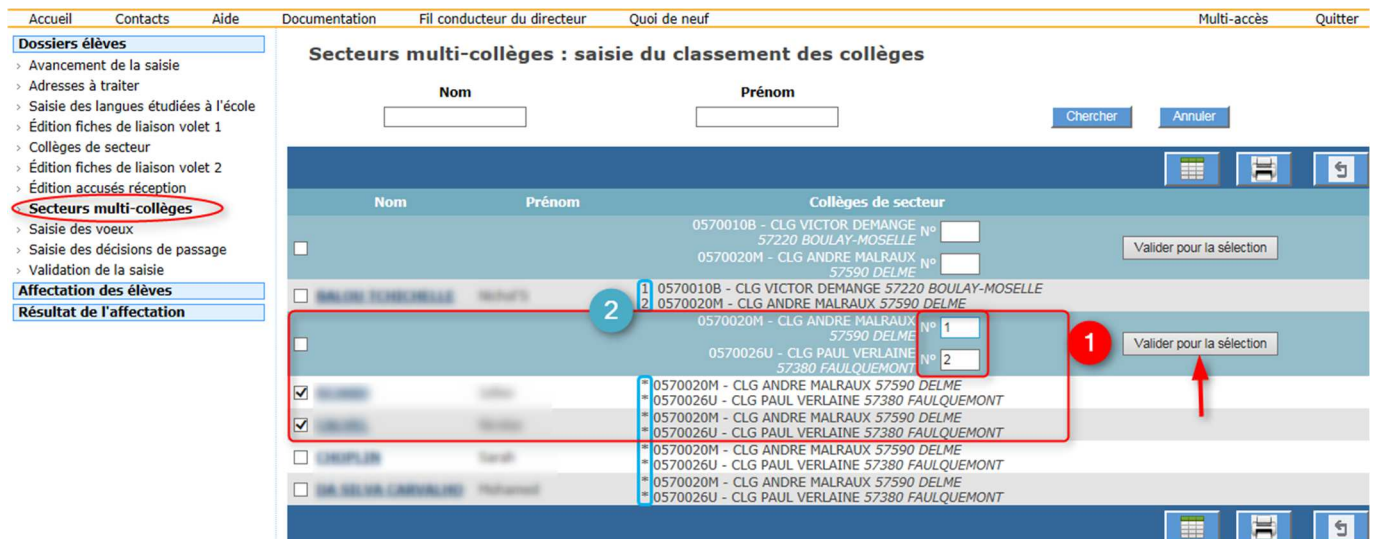 Accueil Contacts Aide Documentation Fil conducteur du directeur Quoi de neuf Multi-accès Quitter
Dossiers élèves
› Avancement de la saisie
› Adresses à traiter
› Saisie des langues étudiées à l'école
› Édition fiches de liaison volet 1
› Collèges de secteur
› Édition fiches de liaison volet 2
› Édition accusés réception
› Secteurs multi-collèges
› Saisie des voeux
› Saisie des décisions de passage
› Validation de la saisie
Affectation des élèves
Résultat de l'affectation
Secteurs multi-collèges : saisie du classement des collèges
Nom Prénom
Chercher Annuler
Nom Prénom Collèges de secteur
0570010B - CLG VICTOR DEMANGE N°
57220 BOULAY-MOSELLE
0570020M - CLG ANDRE MALRAUX N°
57590 DELME
Valider pour la sélection
1 0570010B - CLG VICTOR DEMANGE 57220 BOULAY-MOSELLE
2 0570020M - CLG ANDRE MALRAUX 57590 DELME
2
0570020M - CLG ANDRE MALRAUX N° 1
57590 DELME
0570026U - CLG PAUL VERLAINE N° 2
57380 FAULQUEMONT
1
Valider pour la sélection
* 0570020M - CLG ANDRE MALRAUX 57590 DELME
* 0570026U - CLG PAUL VERLAINE 57380 FAULQUEMONT
* 0570020M - CLG ANDRE MALRAUX 57590 DELME
* 0570026U - CLG PAUL VERLAINE 57380 FAULQUEMONT
* 0570020M - CLG ANDRE MALRAUX 57590 DELME
* 0570026U - CLG PAUL VERLAINE 57380 FAULQUEMONT
* 0570020M - CLG ANDRE MALRAUX 57590 DELME
* 0570026U - CLG PAUL VERLAINE 57380 FAULQUEMONT